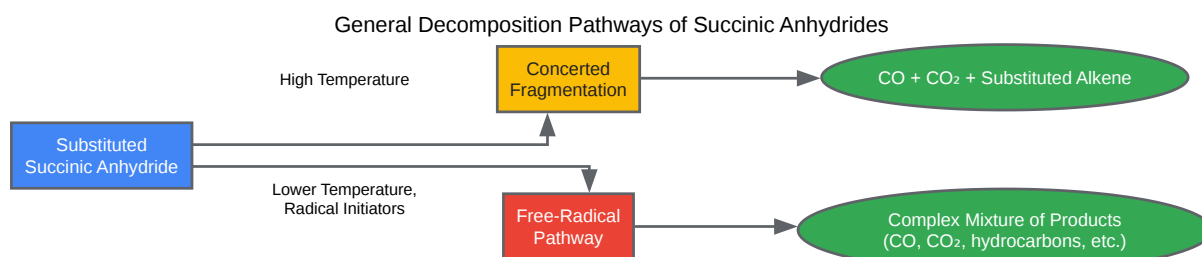 General Decomposition Pathways of Succinic Anhydrides
High Temperature
Concerted
Fragmentation
CO + CO₂ + Substituted Alkene
Substituted
Succinic Anhydride
Lower Temperature,
Radical Initiators
Free-Radical
Pathway
Complex Mixture of Products
(CO, CO₂, hydrocarbons, etc.)